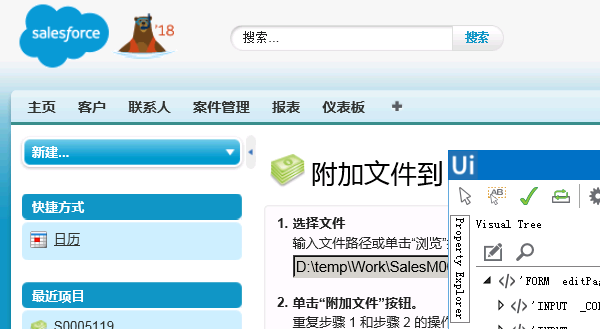 salesforce
'18
搜索...
搜索
主页 客户 联系人 案件管理 报表 仪表板
新建...
快捷方式
日历
最近项目
S0005119
附加文件到
1. 选择文件
输入文件路径或单击“浏览”
D:\temp\Work\SalesM0
2. 单击“附加文件”按钮。
重复步骤 1 和步骤 2 的操作
Ui
AB
Property Explorer
Visual Tree
</> 'FORM editPa
</> 'INPUT _CO
</> 'INPUT